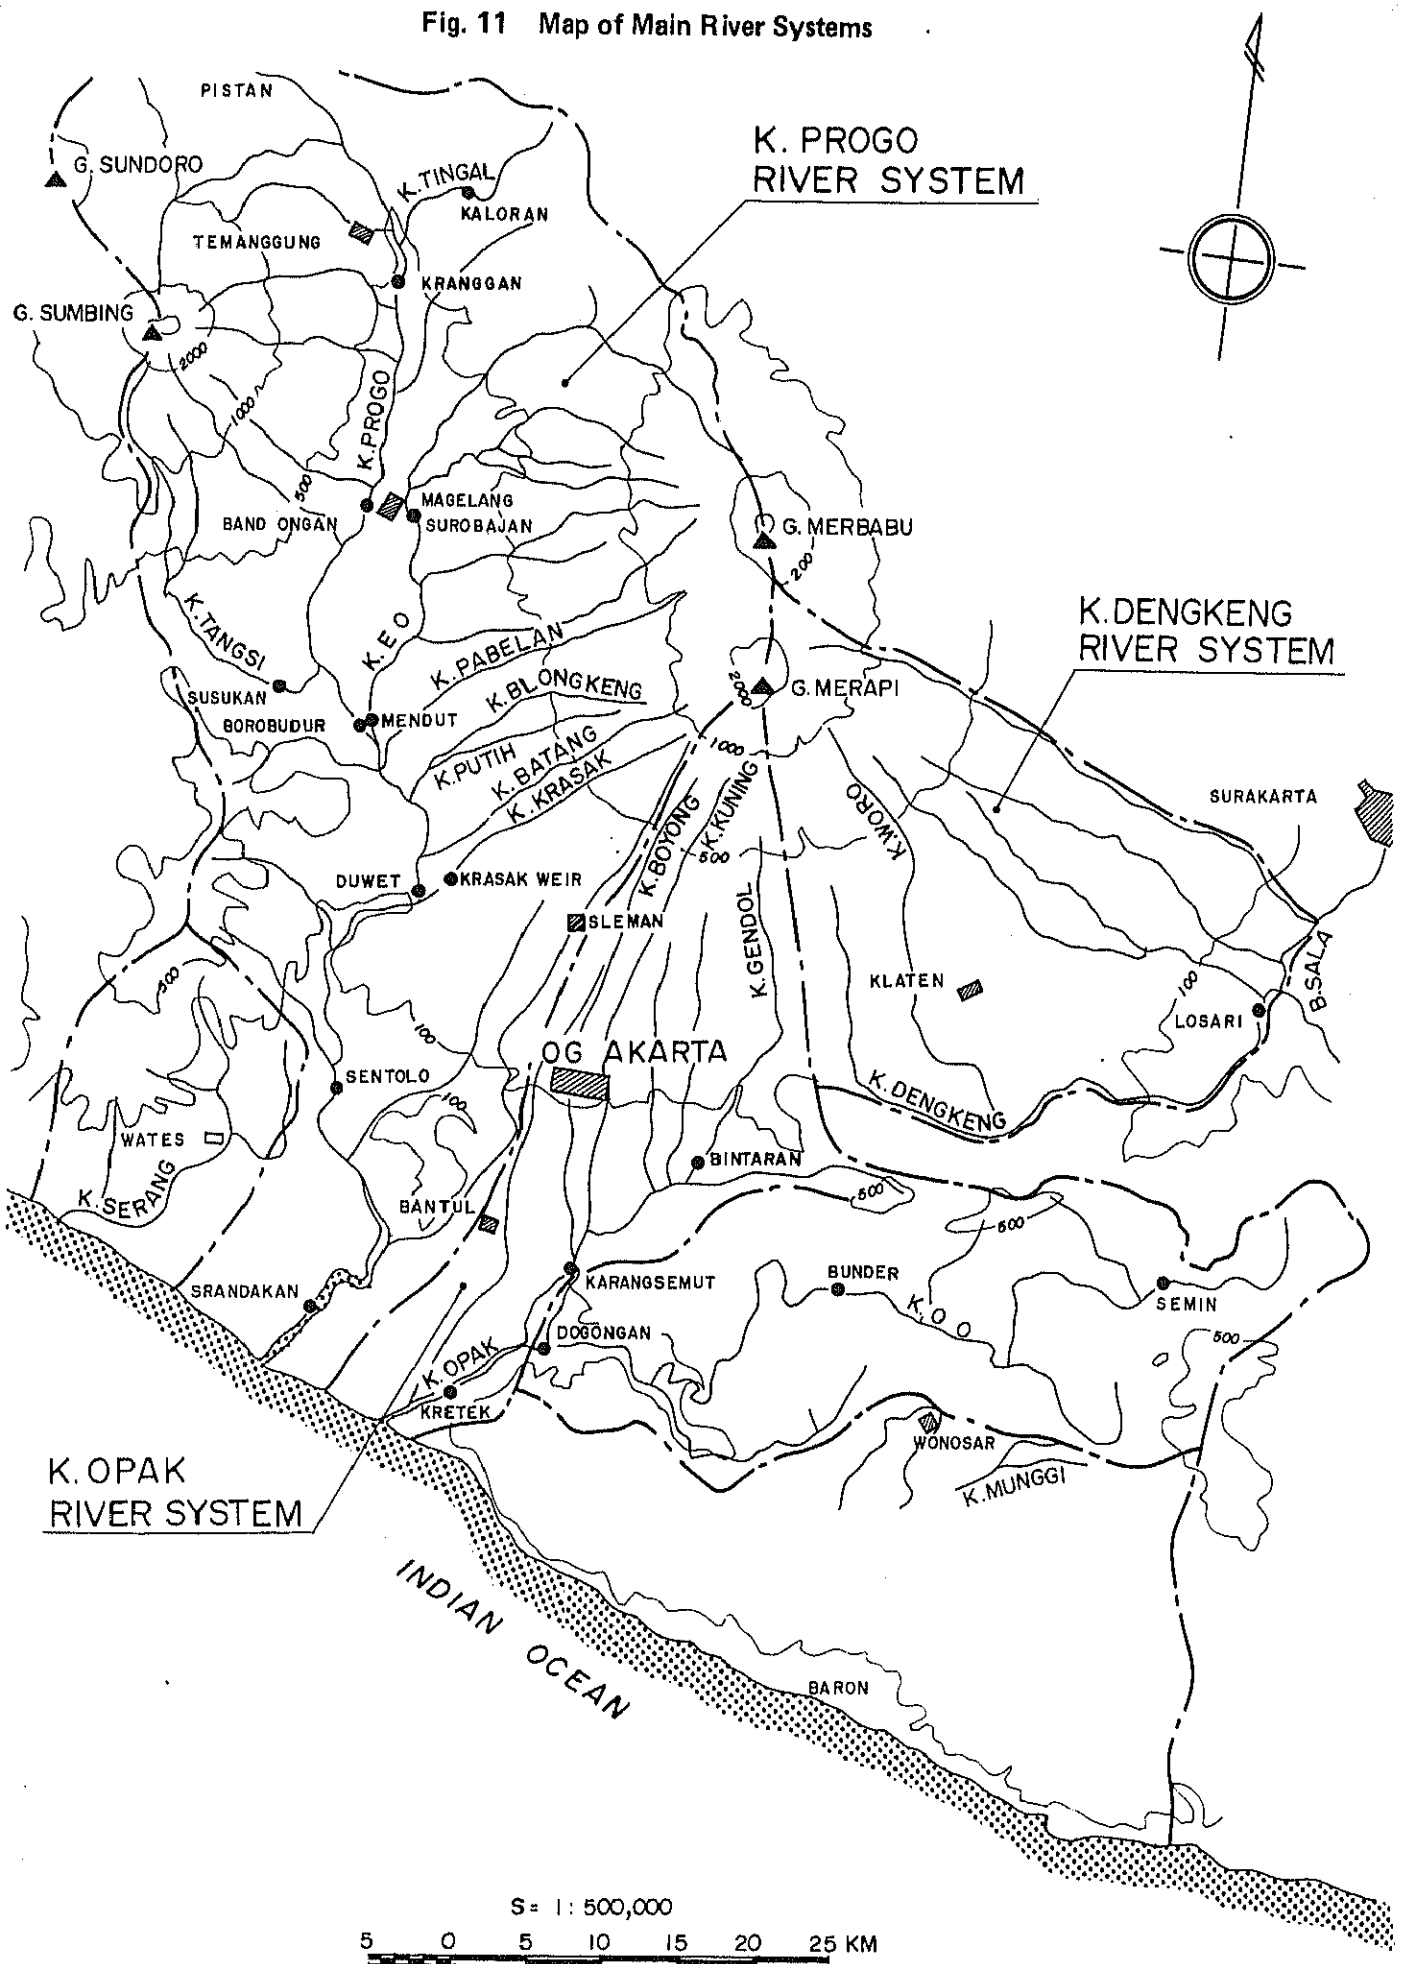 Fig. 11 Map of Main River Systems
PISTAN
K. PROGO
RIVER SYSTEM
G. SUNDORO
K.TINGAL
KALORAN
TEMANGGUNG
KRANGGAN
G. SUMBING
2000
1000
K.PROGO
500
BAND ONGAN
MAGELANG
SUROBAJAN
G. MERBABU
200
K.DENGKENG
RIVER SYSTEM
K.TANGSI
K.EO
K.PABELAN
K.BLONGKENG
2000
G.MERAPI
SUSUKAN
BOROBUDUR
MENDUT
K.PUTIH
K.BATANG
K.KRASAK
1000
K.BOYONG
K.KUNING
K.WORO
SURAKARTA
500
DUWET
KRASAK WEIR
SLEMAN
K.GENDOL
KLATEN
B.SALA
500
100
100
LOSARI
OG AKARTA
SENTOLO
100
K.DENGKENG
WATES
BINTARAN
K.SERANG
BANTUL
500
500
SRANDAKAN
KARANGSEMUT
BUNDER
SEMIN
K.OO
DOGONGAN
500
K.OPAK
KRETEK
WONOSAR
K.MUNGGI
K.OPAK
RIVER SYSTEM
INDIAN OCEAN
BARON
S= 1:500,000
5 0 5 10 15 20 25 KM